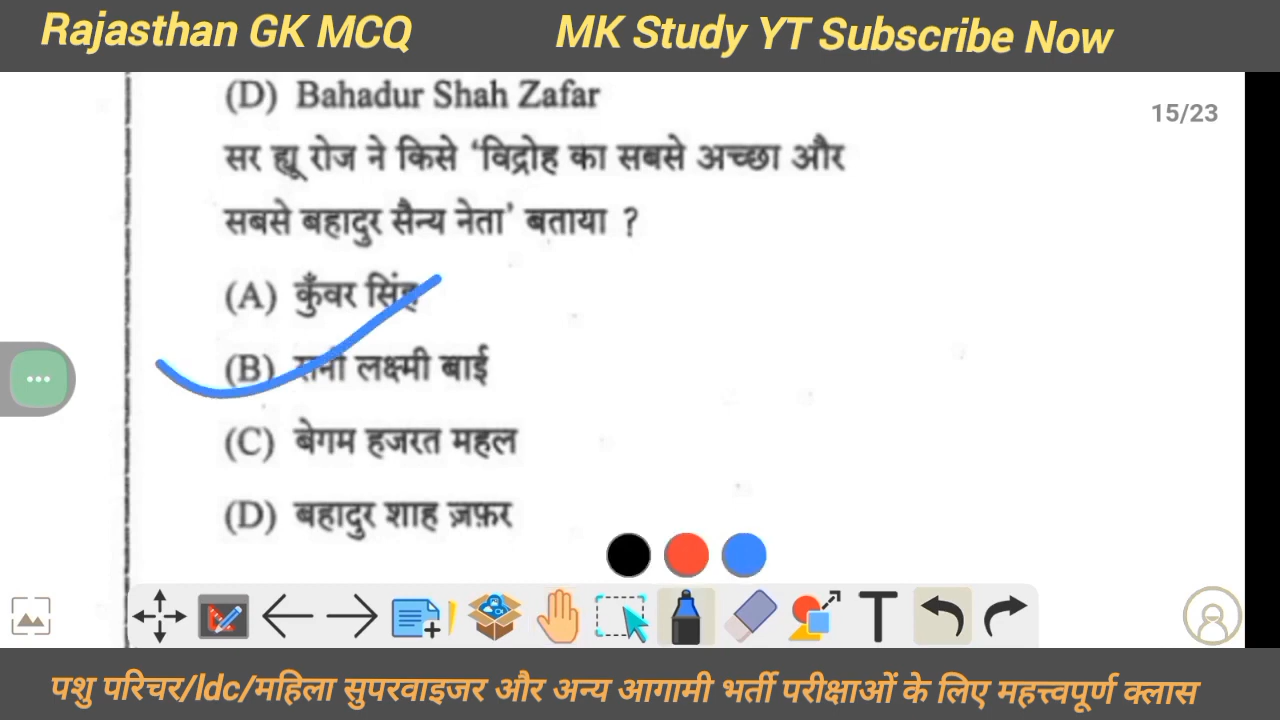 Rajasthan GK MCQ MK Study YT Subscribe Now
(D) Bahadur Shah Zafar
15/23
सर ह्यू रोज ने किसे ‘विद्रोह का सबसे अच्छा और
सबसे बहादुर सैन्य नेता’ बताया ?
(A) कुँवर सिंह
(B) रानी लक्ष्मी बाई
(C) बेगम हजरत महल
(D) बहादुर शाह ज़फ़र
पशु परिचर/ldc/महिला सुपरवाइजर और अन्य आगामी भर्ती परीक्षाओं के लिए महत्त्वपूर्ण क्लास